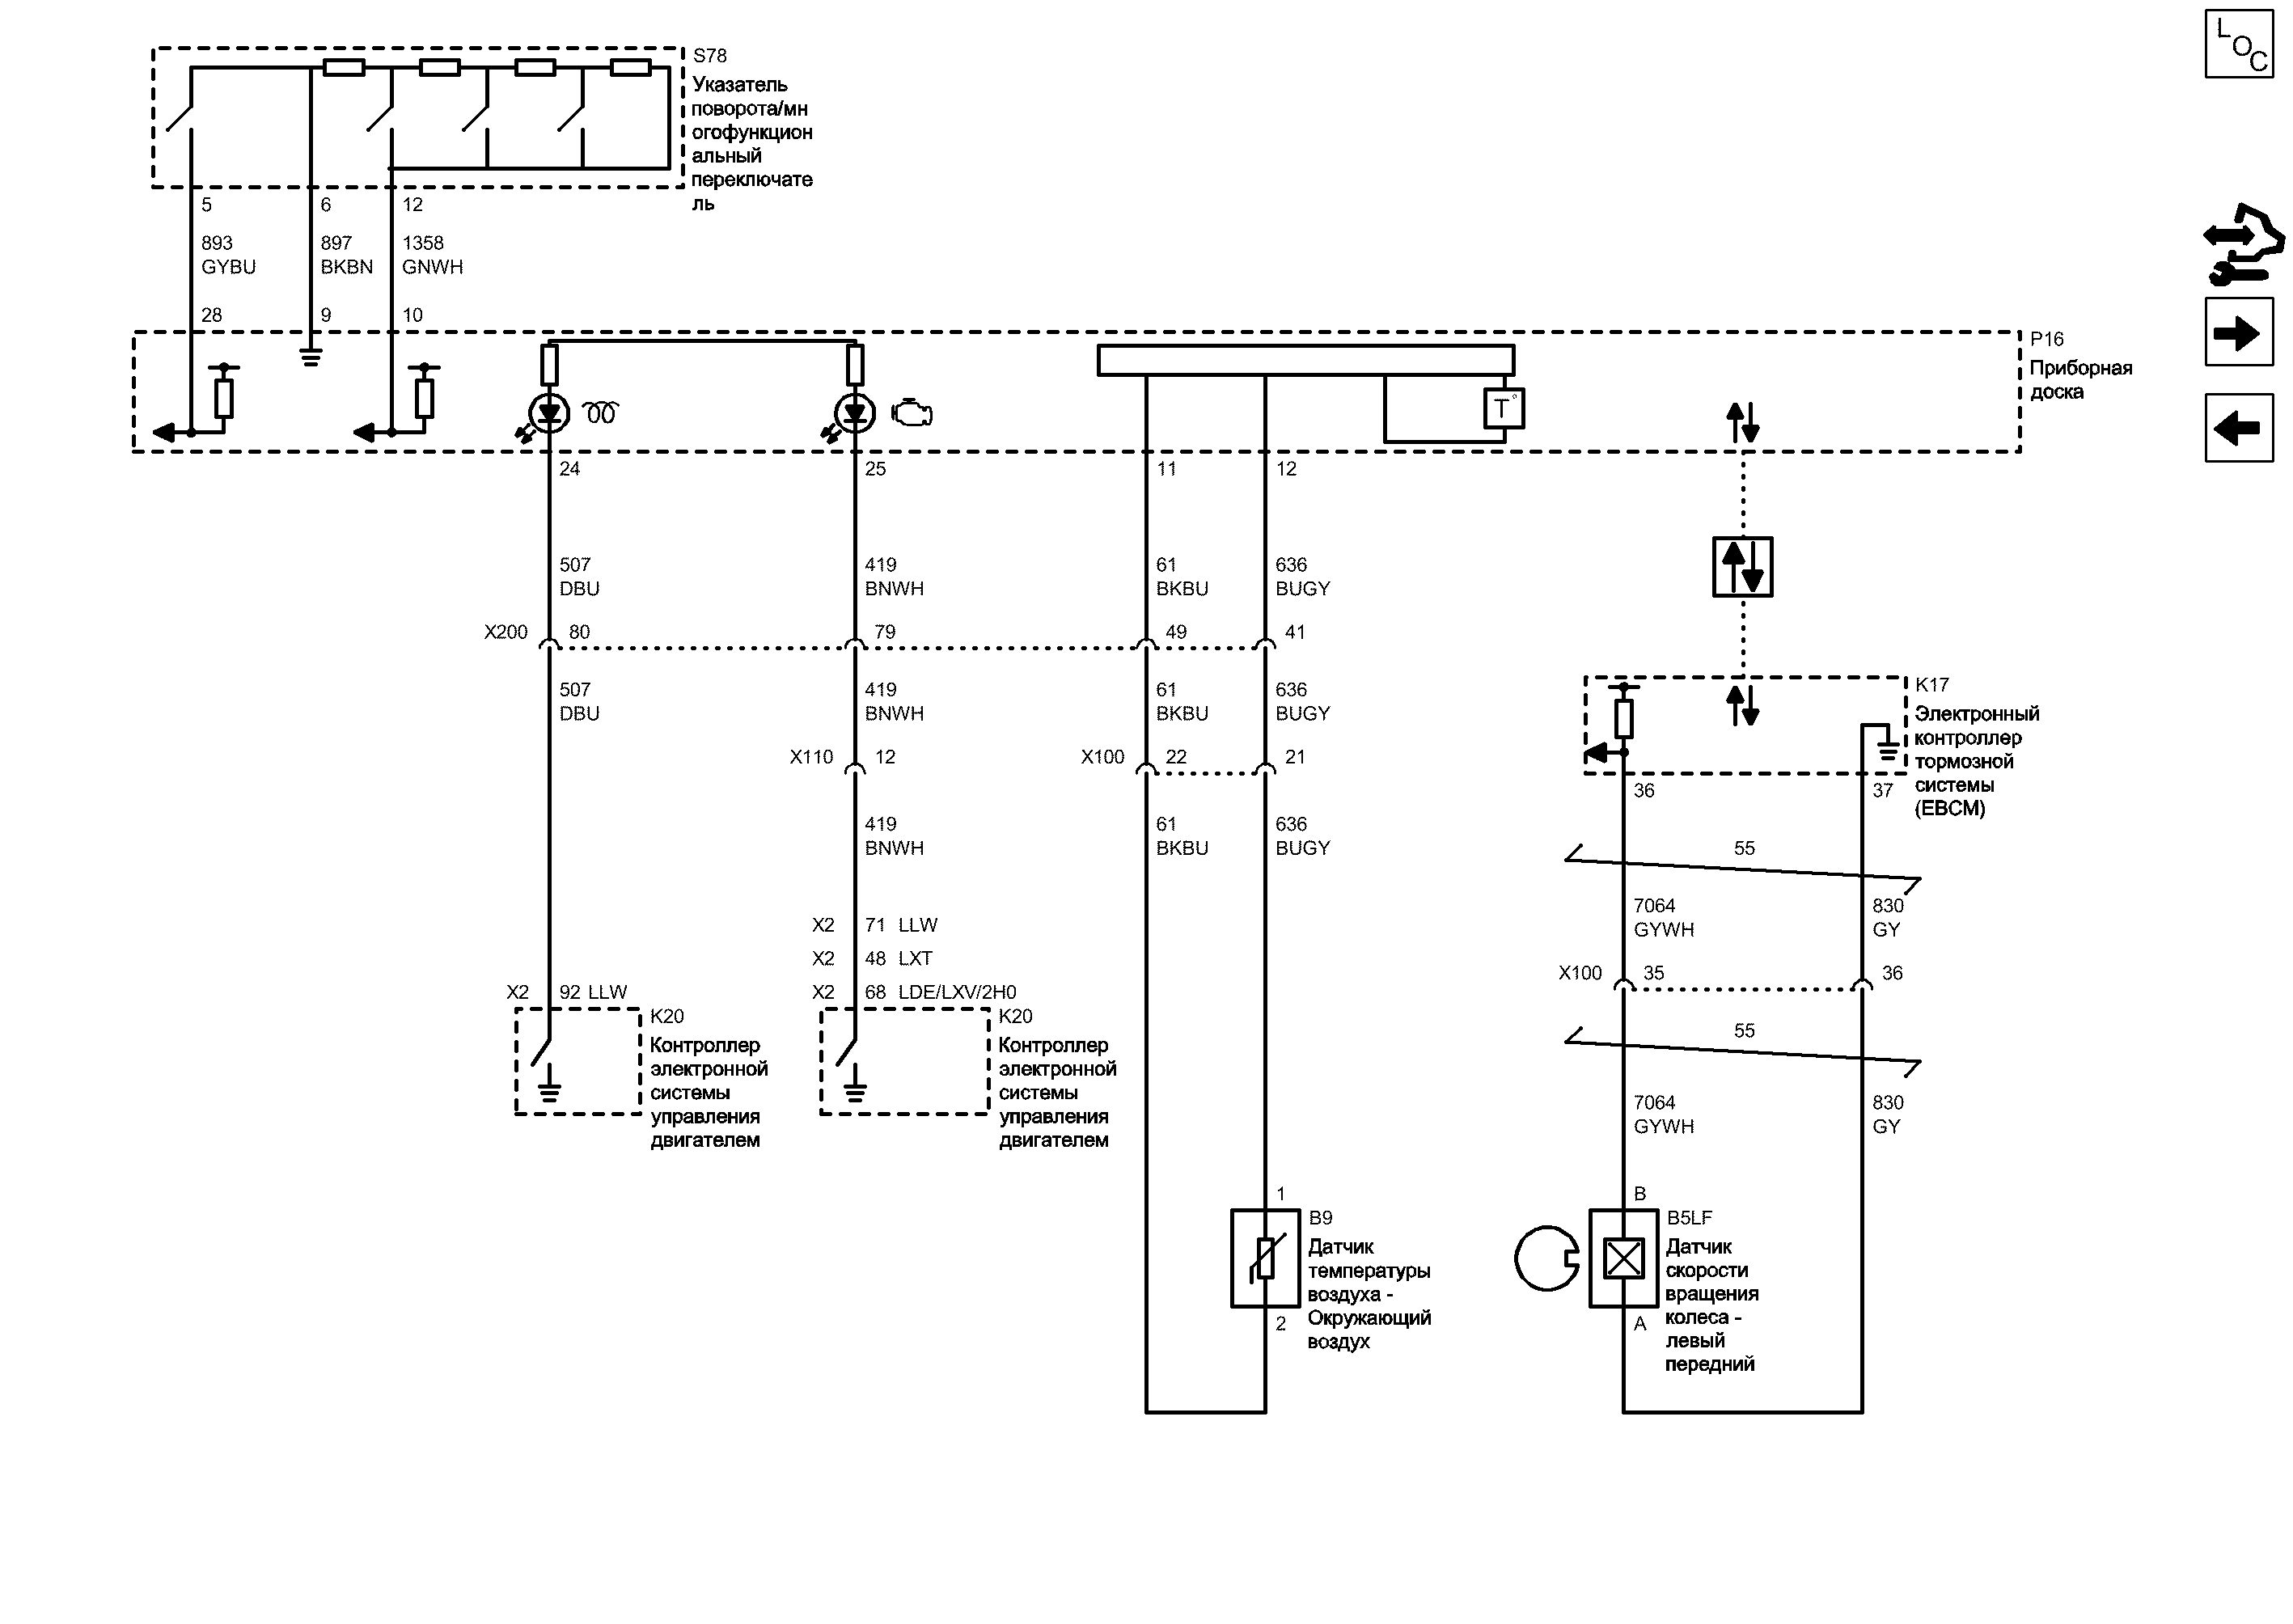 LOC
S78
Указатель
поворота/мн
огофункцион
альный
переключате
ль
5 6 12
893 897 1358
GYBU BKBN GNWH
28 9 10
P16
Приборная
доска
T°
24 25 11 12
507 419 61 636
DBU BNWH BKBU BUGY
X200 80 79 49 41
507 419 61 636
DBU BNWH BKBU BUGY
K17
Электронный
контроллер
тормозной
системы
(EBCM)
X110 12 X100 22 21
36 37
419 61 636
BNWH BKBU BUGY
55
7064 830
GYWH GY
X2 71 LLW
X2 48 LXT
X100 35 36
X2 92 LLW X2 68 LDE/LXV/2H0
K20
Контроллер
электронной
системы
управления
двигателем
K20
Контроллер
электронной
системы
управления
двигателем
55
7064 830
GYWH GY
1
B9
Датчик
температуры
воздуха -
Окружающий
воздух
2
B
B5LF
Датчик
скорости
вращения
колеса -
левый
передний
A